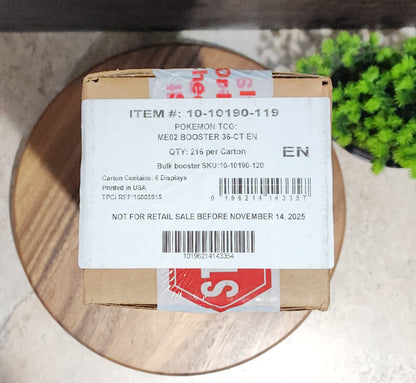 ITEM #: 10-10190-119
POKEMON TCG:
ME02 BOOSTER 36-CT EN
QTY: 216 per Carton
EN
Bulk booster SKU:10-10190-120
Carton Contains: 6 Displays
Printed in USA
TPCI REF:16005915
0 196214 143357
NOT FOR RETAIL SALE BEFORE NOVEMBER 14, 2025
10196214143354